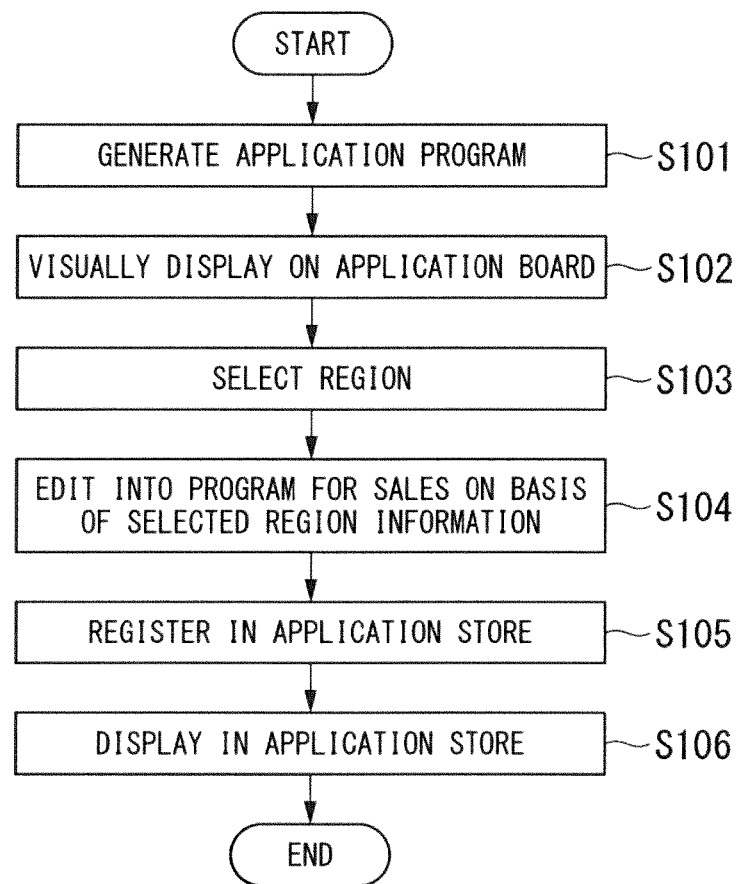 START
GENERATE APPLICATION PROGRAM
S101
VISUALLY DISPLAY ON APPLICATION BOARD
S102
SELECT REGION
S103
EDIT INTO PROGRAM FOR SALES ON BASIS
OF SELECTED REGION INFORMATION
S104
REGISTER IN APPLICATION STORE
S105
DISPLAY IN APPLICATION STORE
S106
END